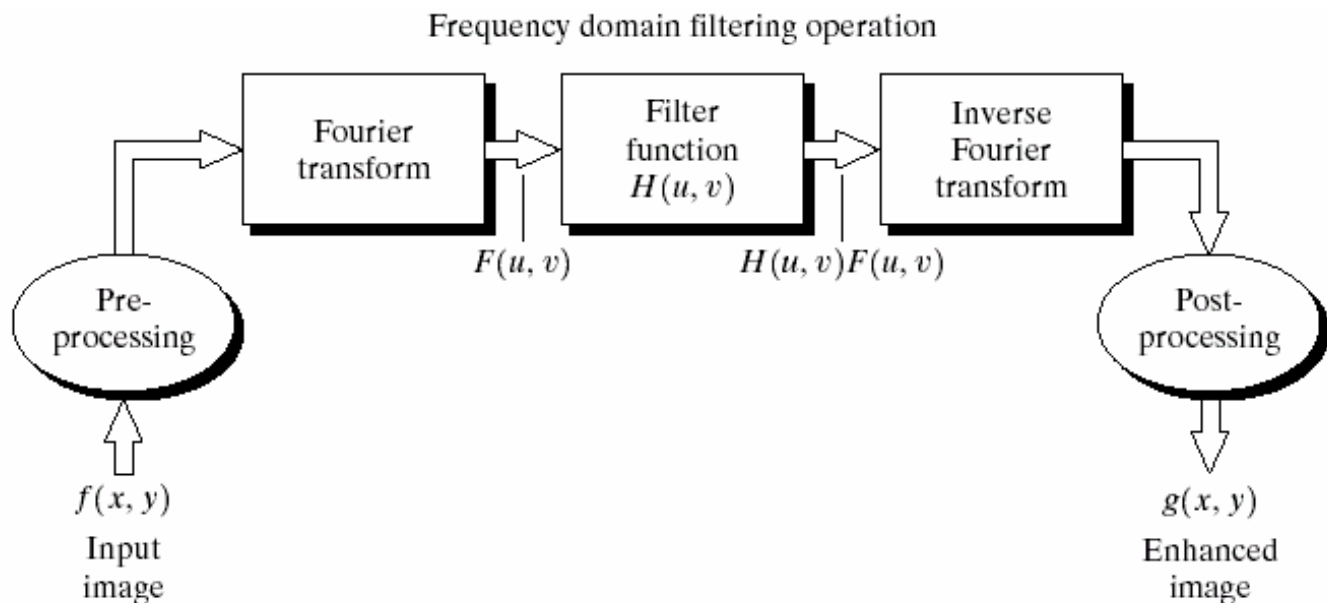 Frequency domain filtering operation
Fourier
transform
Filter
function
H(u, v)
Inverse
Fourier
transform
F(u, v)
H(u, v)F(u, v)
Pre-
processing
Post-
processing
f(x, y)
Input
image
g(x, y)
Enhanced
image